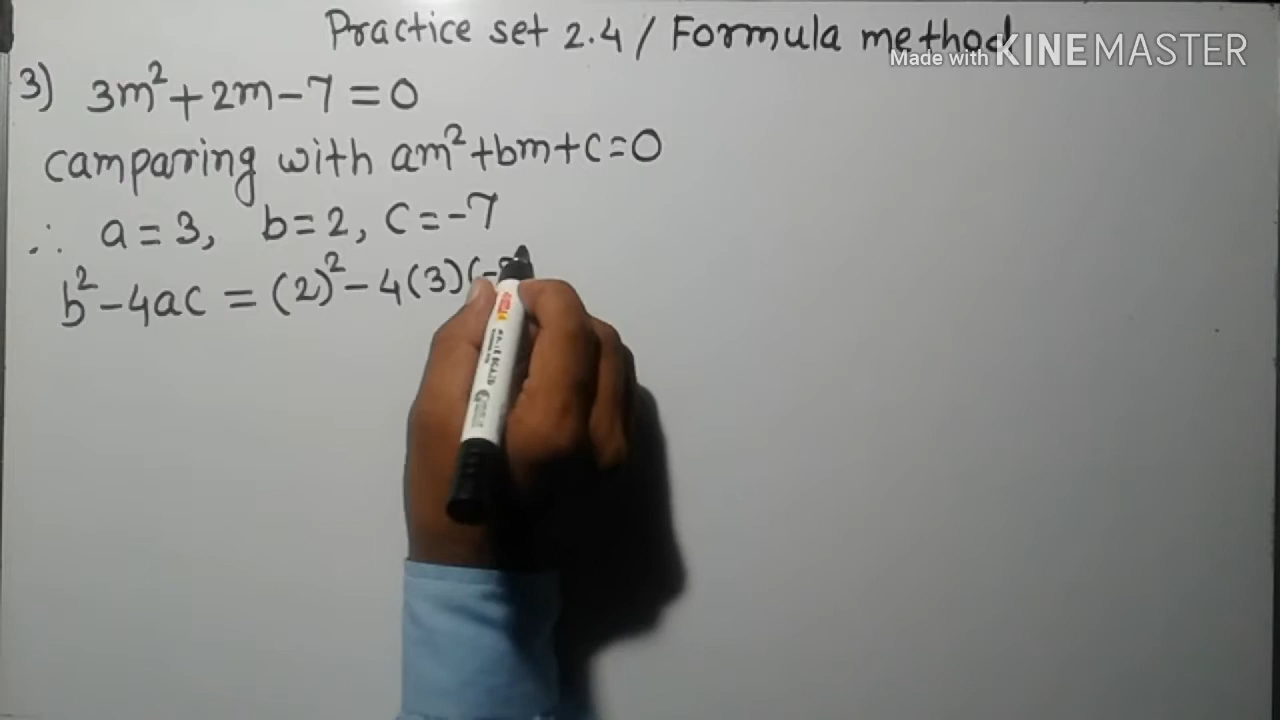 Practice set 2.4 / Formula method
Made with KINEMASTER
3) 3m²+2m-7=0
camparing with am²+bm+c=0
∴ a=3, b=2, c=-7
b²-4ac = (2)²-4(3)(-